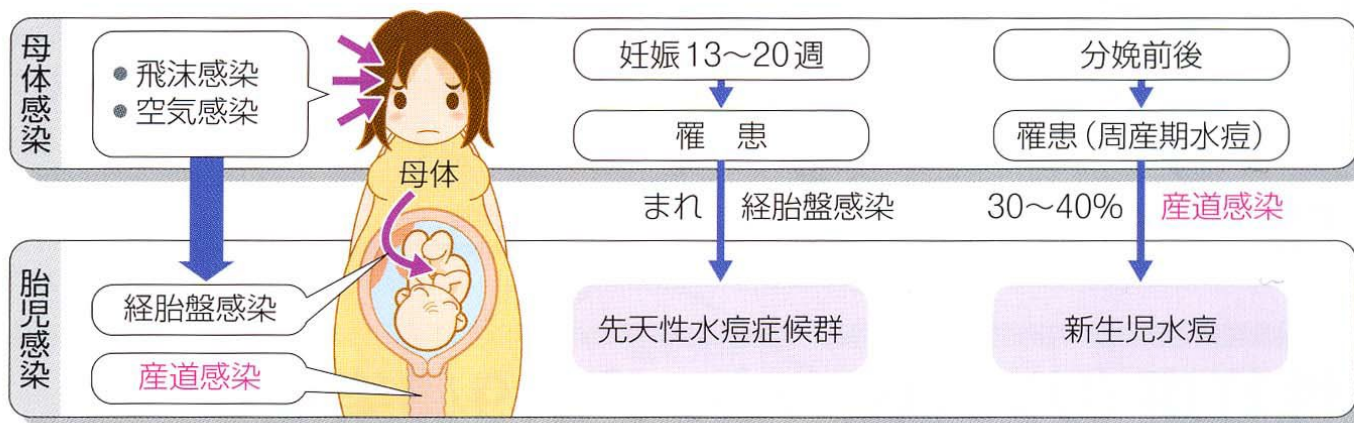 母体感染
● 飛沫感染
● 空気感染
母体
妊娠13〜20週
罹 患
まれ 経胎盤感染
分娩前後
罹患(周産期水痘)
30〜40% 産道感染
胎児感染
経胎盤感染
産道感染
先天性水痘症候群
新生児水痘